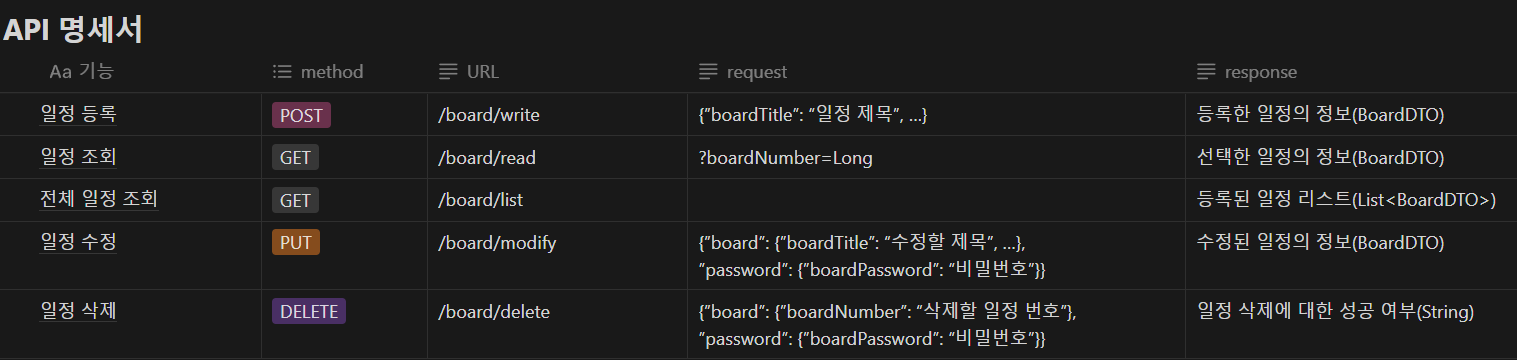 API 명세서
Aa 기능 method URL request response
일정 등록 POST /board/write {”boardTitle”: “일정 제목”, ...} 등록한 일정의 정보(BoardDTO)
일정 조회 GET /board/read ?boardNumber=Long 선택한 일정의 정보(BoardDTO)
전체 일정 조회 GET /board/list 등록된 일정 리스트(List<BoardDTO>)
일정 수정 PUT /board/modify {”board”: {”boardTitle”: “수정할 제목”, ...}, 수정된 일정의 정보(BoardDTO)
”password”: {”boardPassword”: “비밀번호”}}
일정 삭제 DELETE /board/delete {”board”: {”boardNumber”: “삭제할 일정 번호”}, 일정 삭제에 대한 성공 여부(String)
”password”: {”boardPassword”: “비밀번호”}}